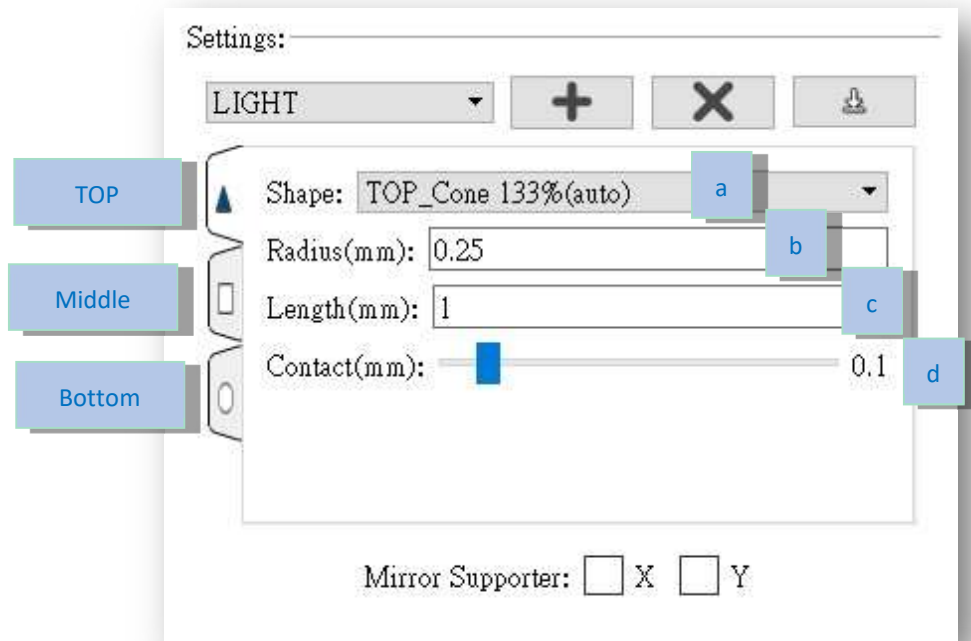 Settings:
LIGHT
TOP
Shape: TOP_Cone 133%(auto) a
Radius(mm): 0.25 b
Middle
Length(mm): 1 c
Contact(mm): 0.1 d
Bottom
Mirror Supporter: X Y